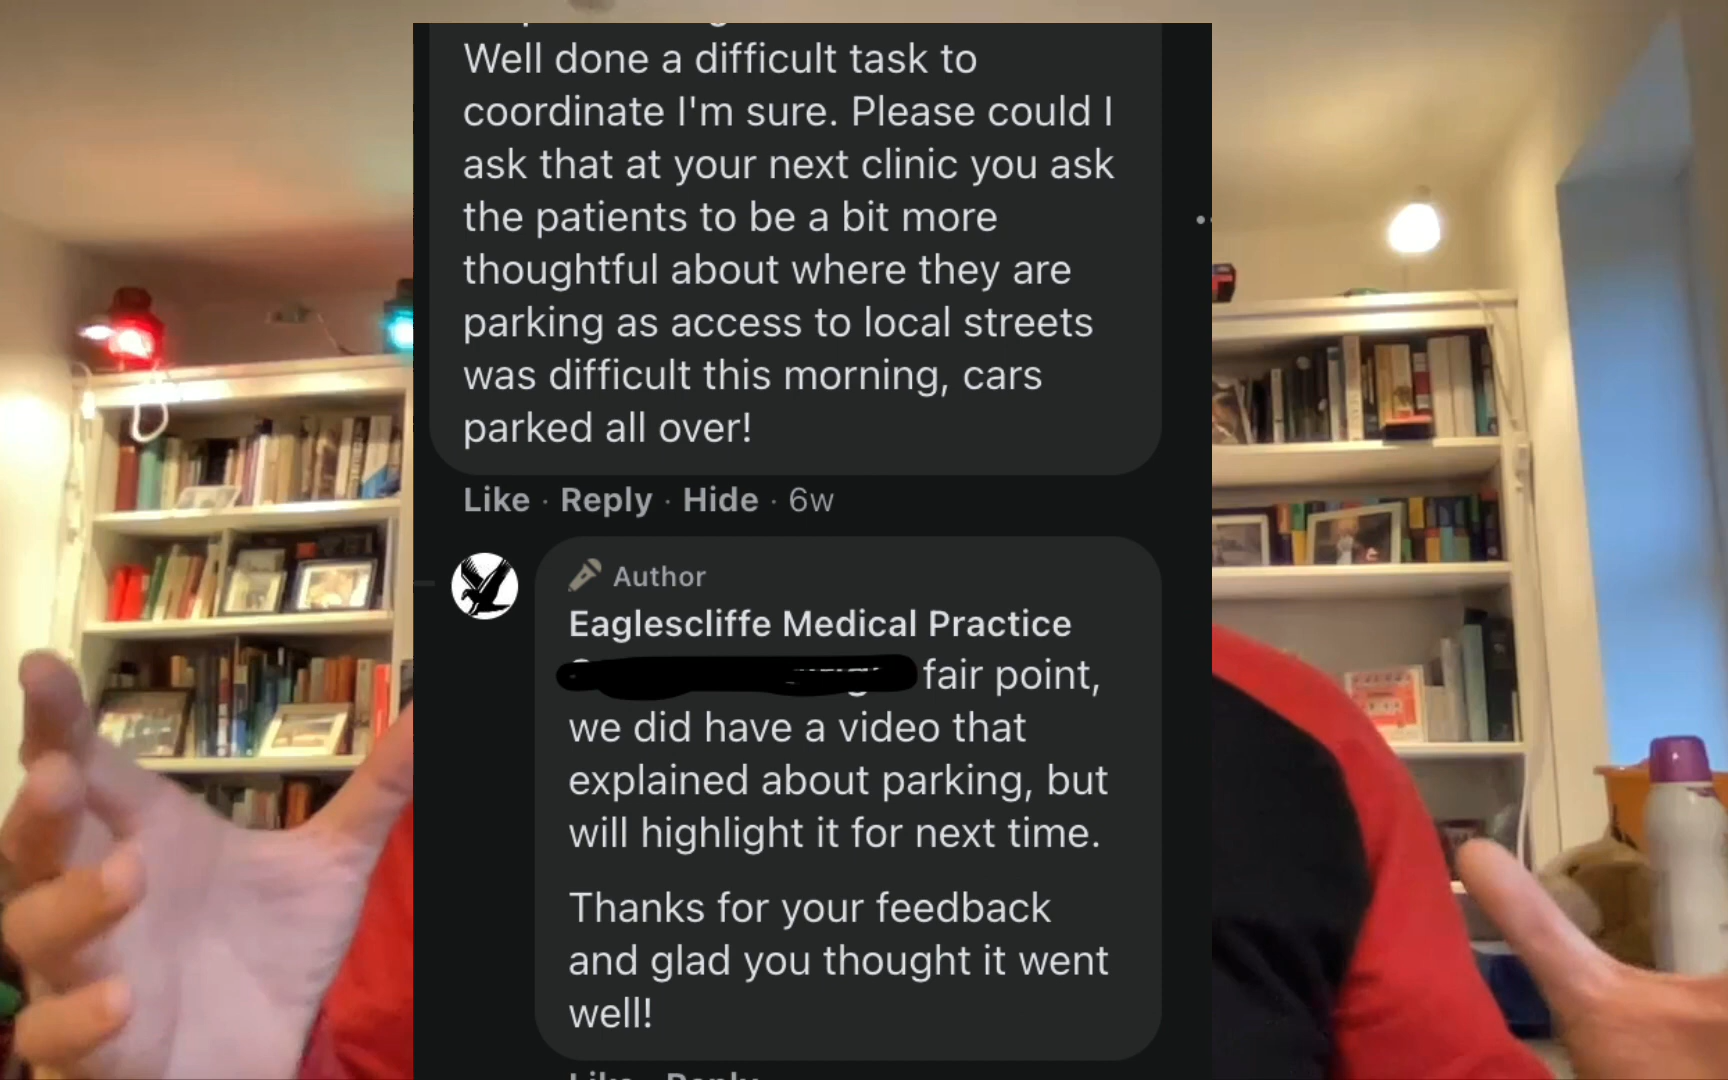 Well done a difficult task to
coordinate I'm sure. Please could I
ask that at your next clinic you ask
the patients to be a bit more
thoughtful about where they are
parking as access to local streets
was difficult this morning, cars
parked all over!
Like · Reply · Hide · 6w
Author
Eaglescliffe Medical Practice
fair point,
we did have a video that
explained about parking, but
will highlight it for next time.
Thanks for your feedback
and glad you thought it went
well!
Like Reply